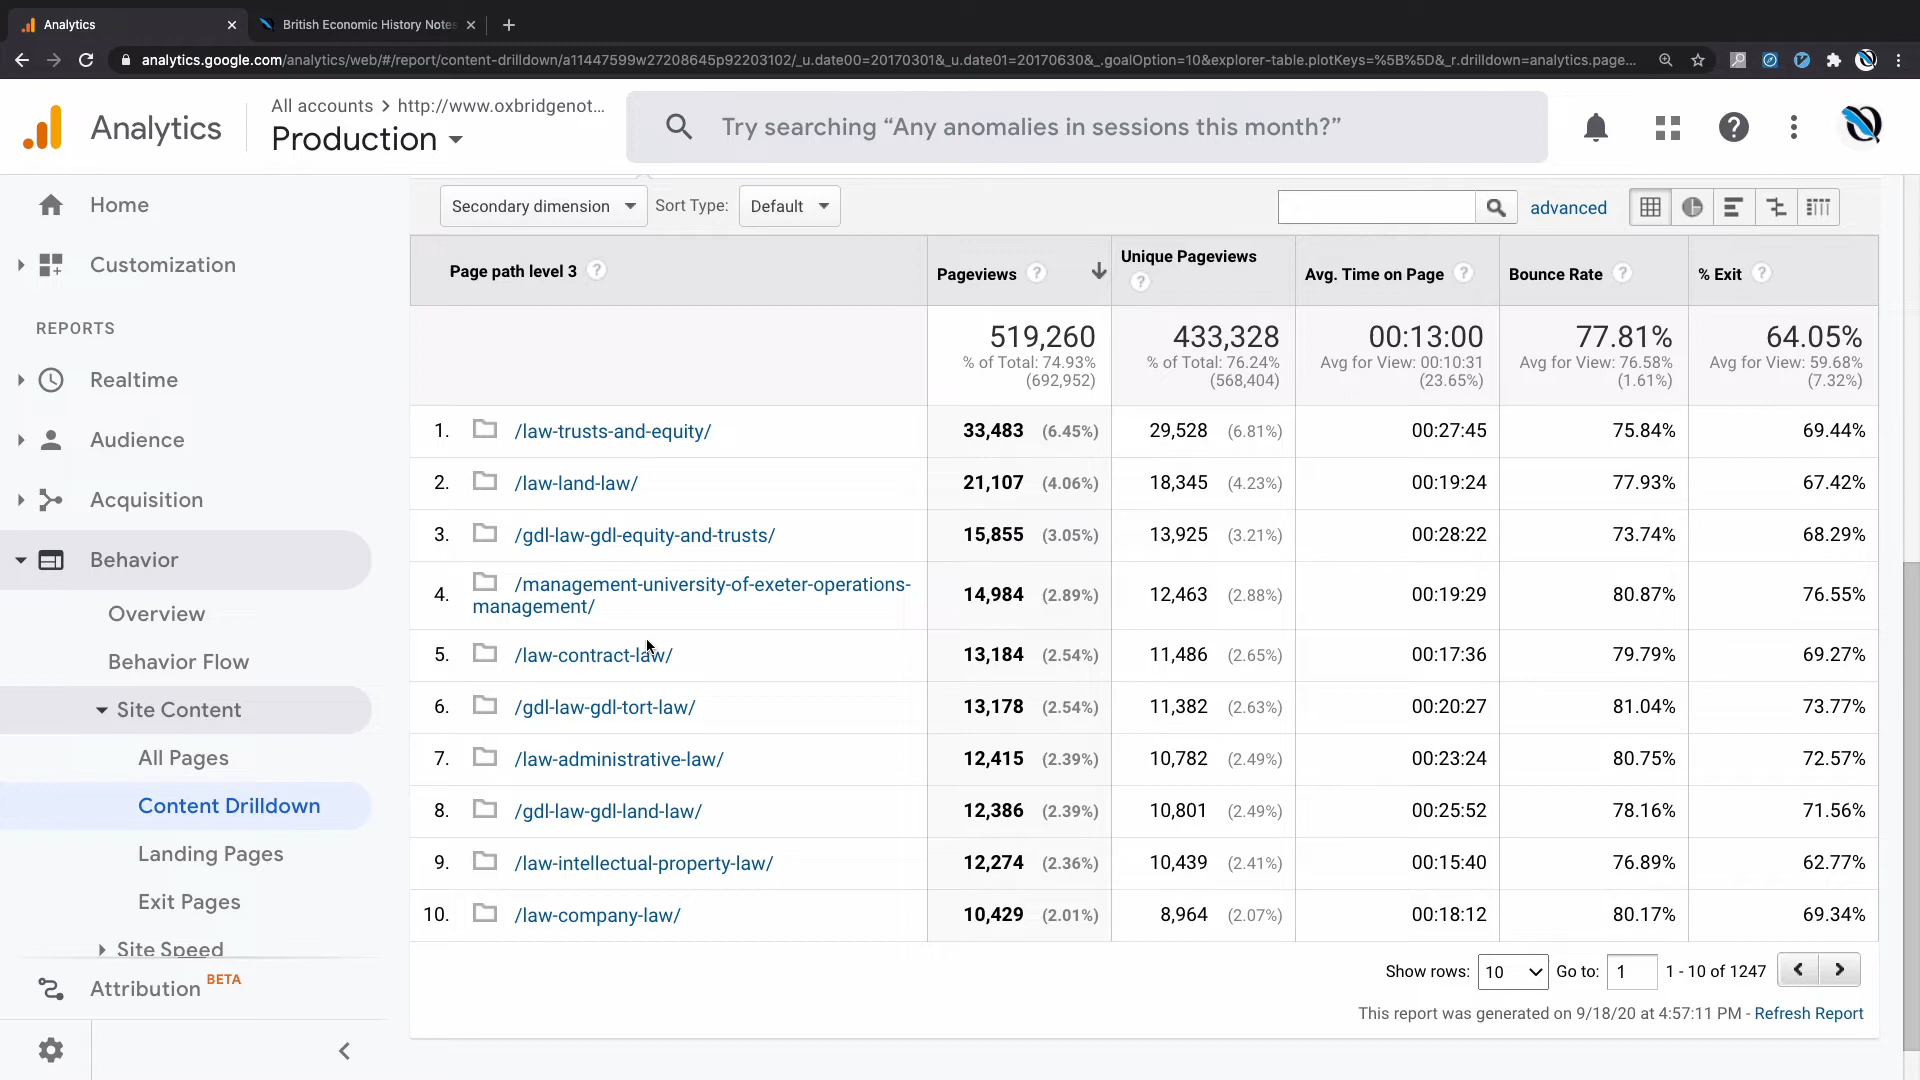 Analytics
British Economic History Notes
analytics.google.com/analytics/web/#/report/content-drilldown/a11447599w27208645p92203102/_u.date00=20170301&_u.date01=20170630&_.goalOption=10&explorer-table.plotKeys=%5B%5D&_r.drilldown=analytics.page...
Analytics
All accounts > http://www.oxbridgenot...
Production
Try searching “Any anomalies in sessions this month?”
Home
Customization
REPORTS
Realtime
Audience
Acquisition
Behavior
Overview
Behavior Flow
Site Content
All Pages
Content Drilldown
Landing Pages
Exit Pages
Site Speed
Attribution BETA
Secondary dimension Sort Type: Default advanced
Page path level 3 ? Pageviews ? Unique Pageviews ? Avg. Time on Page ? Bounce Rate ? % Exit ?
519,260 433,328 00:13:00 77.81% 64.05%
% of Total: 74.93% % of Total: 76.24% Avg for View: 00:10:31 Avg for View: 76.58% Avg for View: 59.68%
(692,952) (568,404) (23.65%) (1.61%) (7.32%)
1. /law-trusts-and-equity/ 33,483 (6.45%) 29,528 (6.81%) 00:27:45 75.84% 69.44%
2. /law-land-law/ 21,107 (4.06%) 18,345 (4.23%) 00:19:24 77.93% 67.42%
3. /gdl-law-gdl-equity-and-trusts/ 15,855 (3.05%) 13,925 (3.21%) 00:28:22 73.74% 68.29%
4. /management-university-of-exeter-operations-
management/ 14,984 (2.89%) 12,463 (2.88%) 00:19:29 80.87% 76.55%
5. /law-contract-law/ 13,184 (2.54%) 11,486 (2.65%) 00:17:36 79.79% 69.27%
6. /gdl-law-gdl-tort-law/ 13,178 (2.54%) 11,382 (2.63%) 00:20:27 81.04% 73.77%
7. /law-administrative-law/ 12,415 (2.39%) 10,782 (2.49%) 00:23:24 80.75% 72.57%
8. /gdl-law-gdl-land-law/ 12,386 (2.39%) 10,801 (2.49%) 00:25:52 78.16% 71.56%
9. /law-intellectual-property-law/ 12,274 (2.36%) 10,439 (2.41%) 00:15:40 76.89% 62.77%
10. /law-company-law/ 10,429 (2.01%) 8,964 (2.07%) 00:18:12 80.17% 69.34%
Show rows: 10 Go to: 1 1 - 10 of 1247
This report was generated on 9/18/20 at 4:57:11 PM - Refresh Report